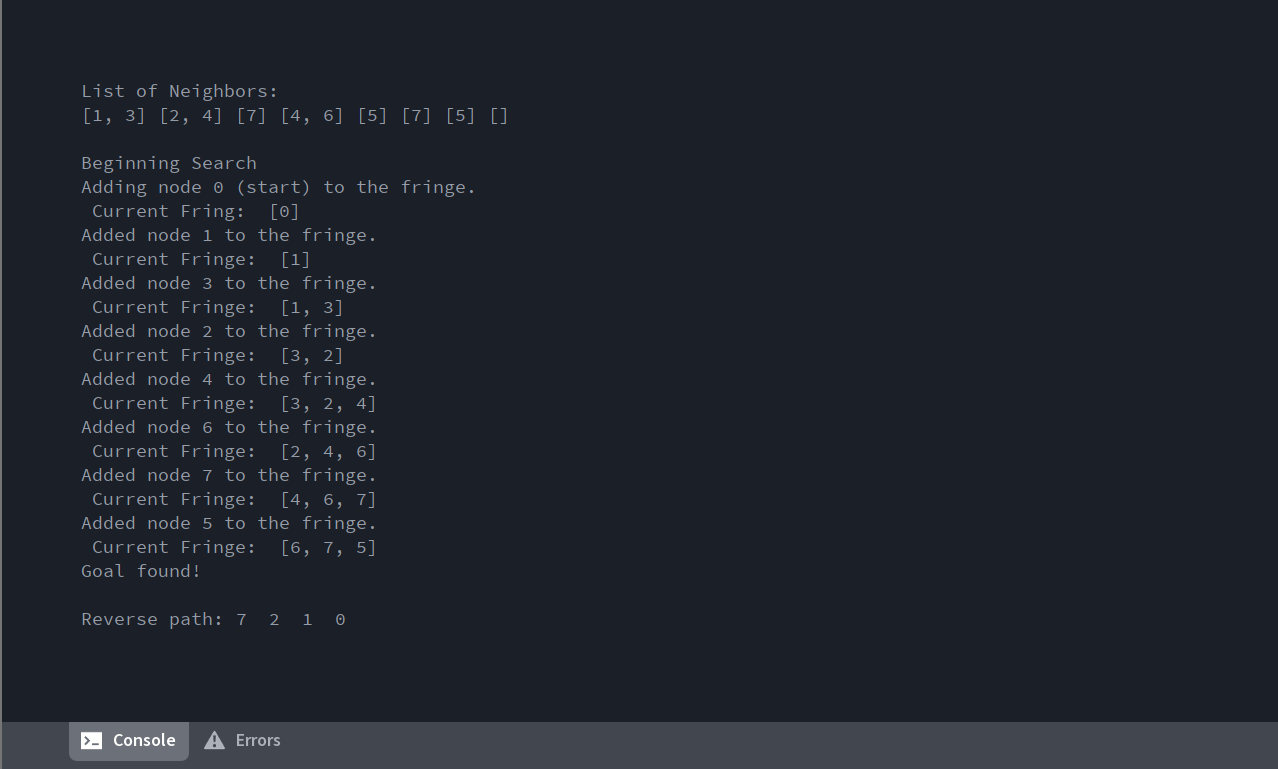 List of Neighbors:
[1, 3] [2, 4] [7] [4, 6] [5] [7] [5] []
Beginning Search
Adding node 0 (start) to the fringe.
Current Fring:  [0]
Added node 1 to the fringe.
Current Fringe:  [1]
Added node 3 to the fringe.
Current Fringe:  [1, 3]
Added node 2 to the fringe.
Current Fringe:  [3, 2]
Added node 4 to the fringe.
Current Fringe:  [3, 2, 4]
Added node 6 to the fringe.
Current Fringe:  [2, 4, 6]
Added node 7 to the fringe.
Current Fringe:  [4, 6, 7]
Added node 5 to the fringe.
Current Fringe:  [6, 7, 5]
Goal found!
Reverse path: 7  2  1  0
Console Errors